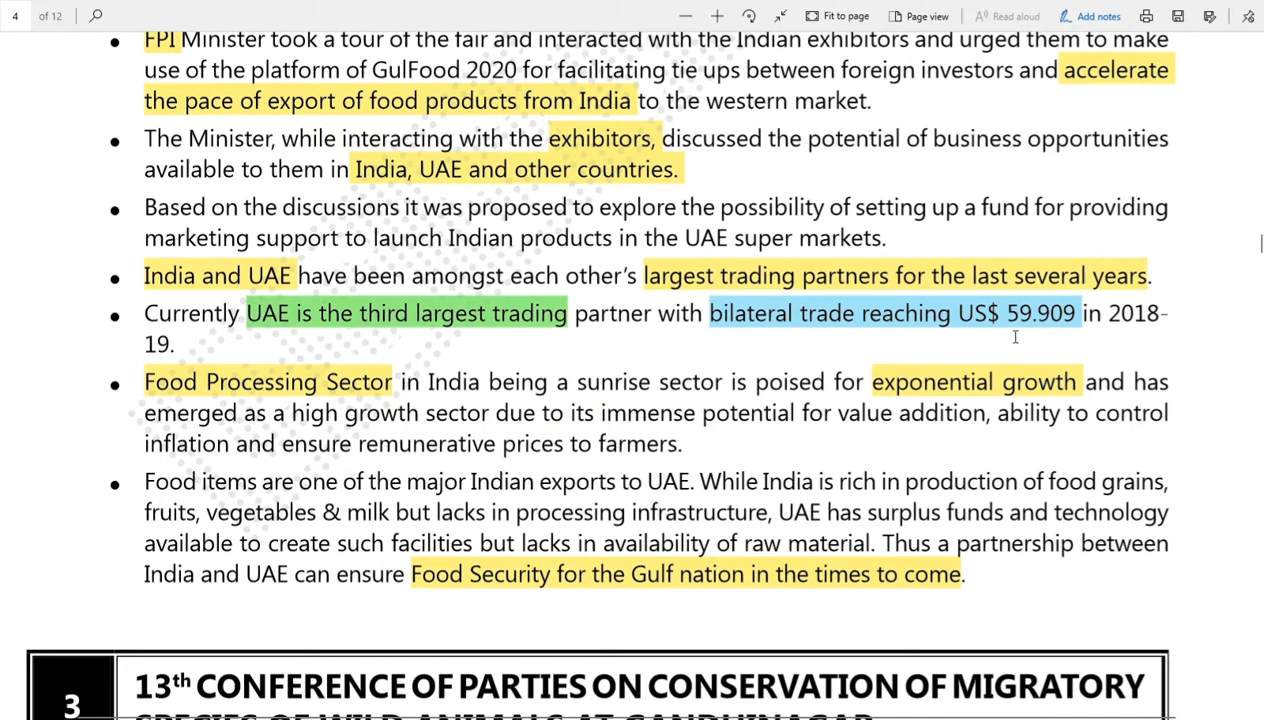 4 of 12 Fit to page Page view Read aloud Add notes
• FPI Minister took a tour of the fair and interacted with the Indian exhibitors and urged them to make
use of the platform of GulFood 2020 for facilitating tie ups between foreign investors and accelerate
the pace of export of food products from India to the western market.
• The Minister, while interacting with the exhibitors, discussed the potential of business opportunities
available to them in India, UAE and other countries.
• Based on the discussions it was proposed to explore the possibility of setting up a fund for providing
marketing support to launch Indian products in the UAE super markets.
• India and UAE have been amongst each other's largest trading partners for the last several years.
• Currently UAE is the third largest trading partner with bilateral trade reaching US$ 59.909 in 2018-
19.
• Food Processing Sector in India being a sunrise sector is poised for exponential growth and has
emerged as a high growth sector due to its immense potential for value addition, ability to control
inflation and ensure remunerative prices to farmers.
• Food items are one of the major Indian exports to UAE. While India is rich in production of food grains,
fruits, vegetables & milk but lacks in processing infrastructure, UAE has surplus funds and technology
available to create such facilities but lacks in availability of raw material. Thus a partnership between
India and UAE can ensure Food Security for the Gulf nation in the times to come.
3 13th CONFERENCE OF PARTIES ON CONSERVATION OF MIGRATORY
SPECIES OF WILD ANIMALS AT GANDHINAGAR